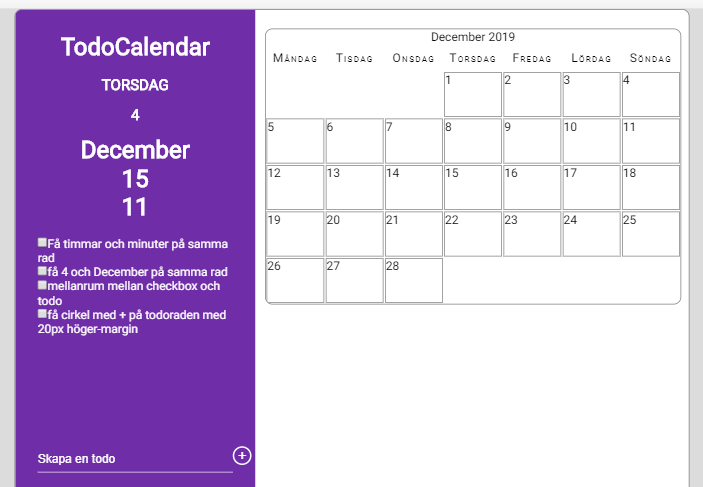 TodoCalendar
TORSDAG
4
December
15
11
Få timmar och minuter på samma
rad
få 4 och December på samma rad
mellanrum mellan checkbox och
todo
få cirkel med + på todoraden med
20px höger-margin
Skapa en todo
+
December 2019
Måndag Tisdag Onsdag Torsdag Fredag Lördag Söndag
1 2 3 4
5 6 7 8 9 10 11
12 13 14 15 16 17 18
19 20 21 22 23 24 25
26 27 28